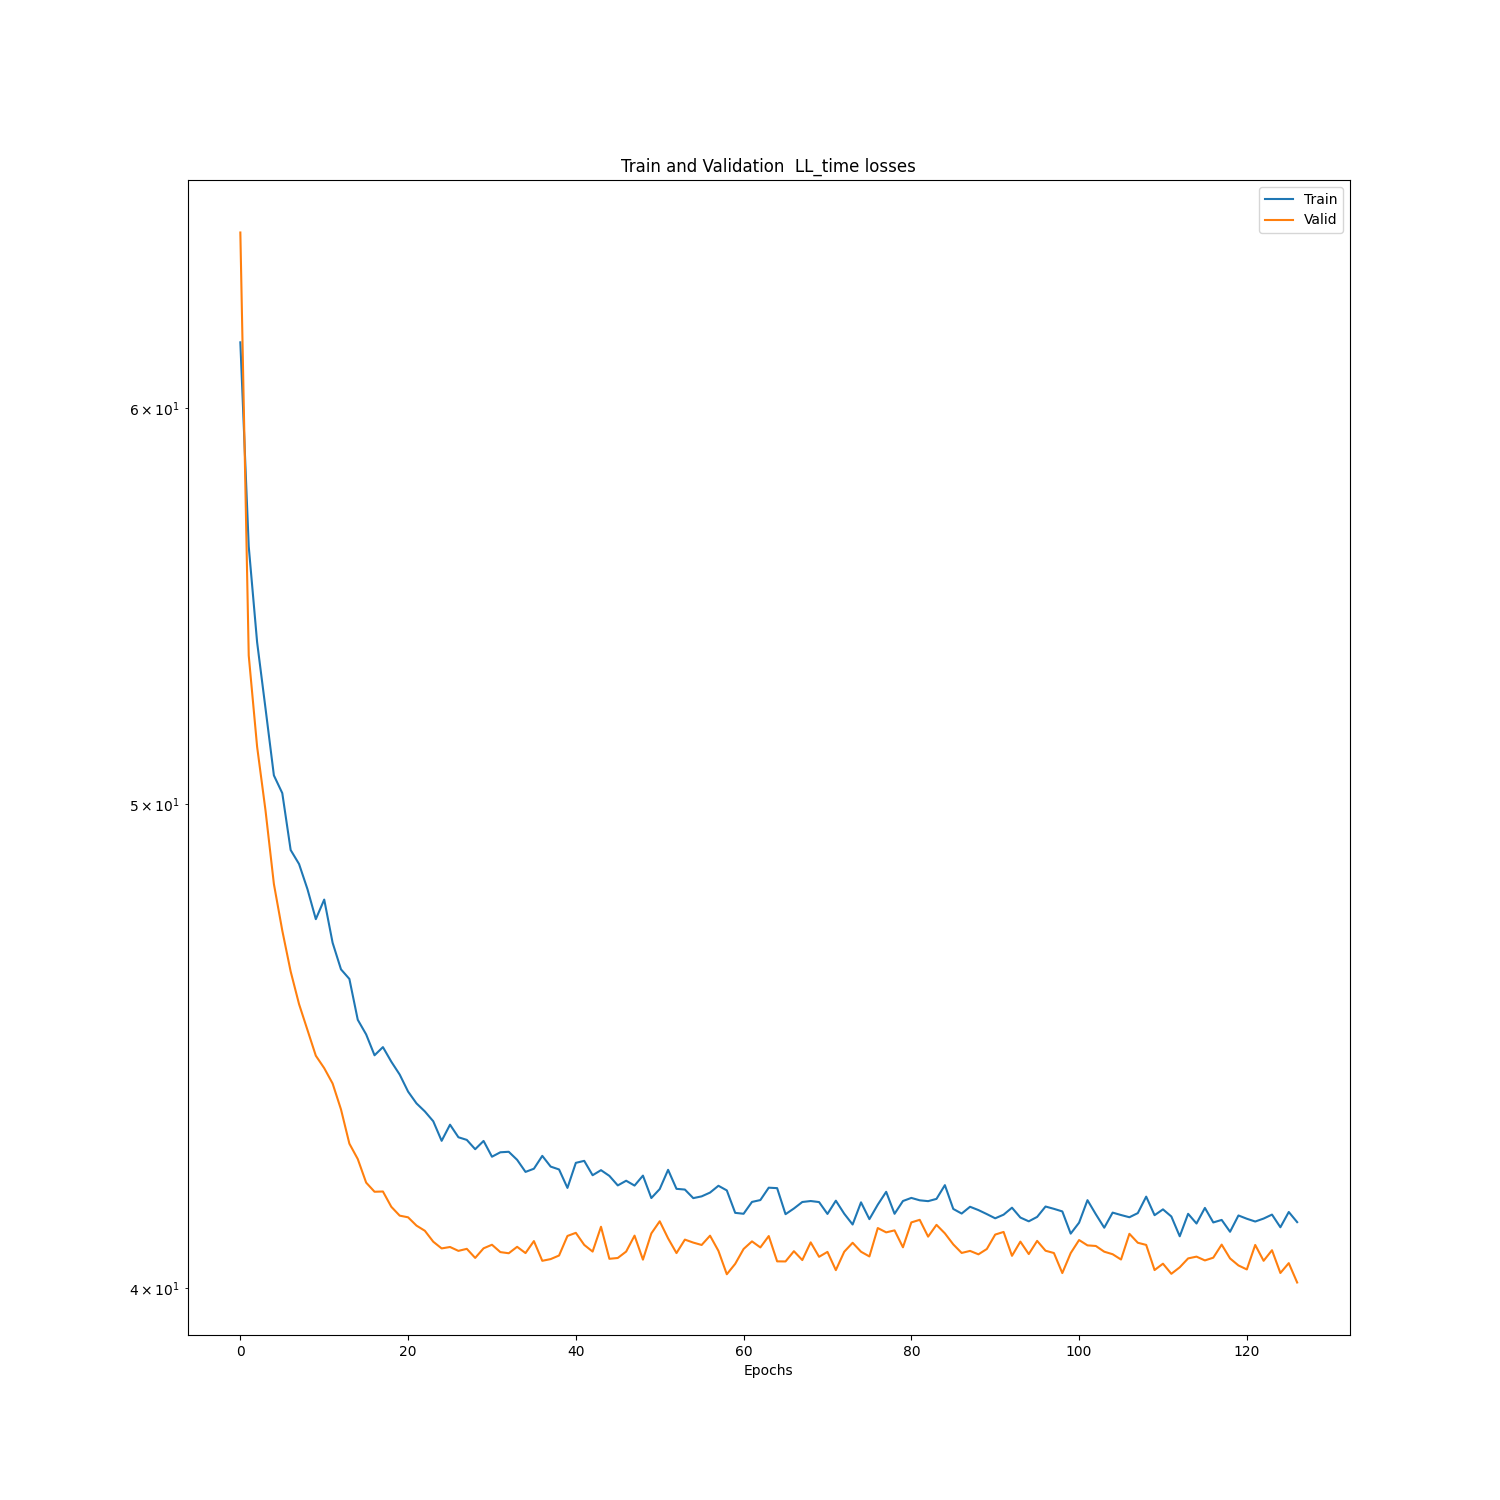 Train and Validation  LL_time losses
Train
Valid
6 × 10¹
5 × 10¹
4 × 10¹
0 20 40 60 80 100 120
Epochs